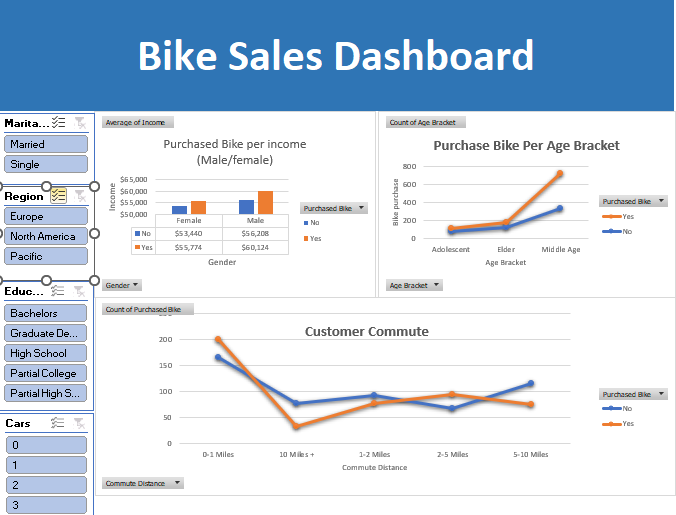 Bike Sales Dashboard
Marita...
Married
Single
Region
Europe
North America
Pacific
Educ...
Bachelors
Graduate De...
High School
Partial College
Partial High S...
Cars
0
1
2
3
Average of Income
Purchased Bike per income
(Male/female)
Income
$65,000
$60,000
$55,000
$50,000
Female Male
No $53,440 $56,208
Yes $55,774 $60,124
Gender
Purchased Bike
No
Yes
Gender
Count of Age Bracket
Purchase Bike Per Age Bracket
Bike purchase
800
600
400
200
0
Adolescent Elder Middle Age
Age Bracket
Purchased Bike
Yes
No
Age Bracket
Count of Purchased Bike
Customer Commute
200
150
100
50
0
0-1 Miles 10 Miles + 1-2 Miles 2-5 Miles 5-10 Miles
Commute Distance
Purchased Bike
No
Yes
Commute Distance